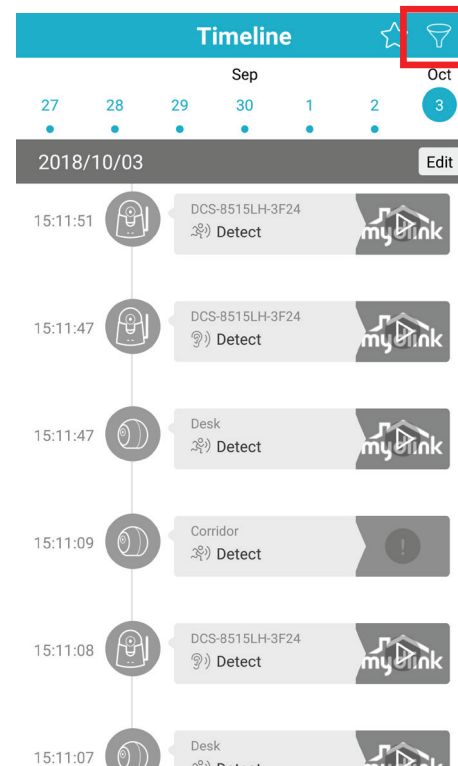 Timeline
Sep Oct
27 28 29 30 1 2 3
2018/10/03 Edit
DCS-8515LH-3F24
15:11:51 Detect mydlink
DCS-8515LH-3F24
15:11:47 Detect mydlink
Desk
15:11:47 Detect mydlink
Corridor
15:11:09 Detect !
DCS-8515LH-3F24
15:11:08 Detect mydlink
Desk
15:11:07 Detect